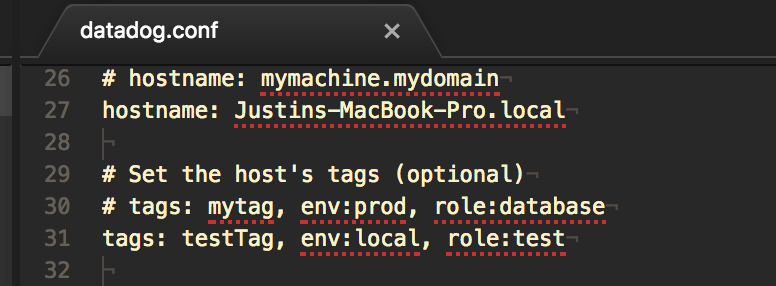 datadog.conf ×
26 # hostname: mymachine.mydomain¬
27 hostname: Justins-MacBook-Pro.local¬
28 ¬
29 # Set the host's tags (optional)¬
30 # tags: mytag, env:prod, role:database¬
31 tags: testTag, env:local, role:test¬
32 ¬